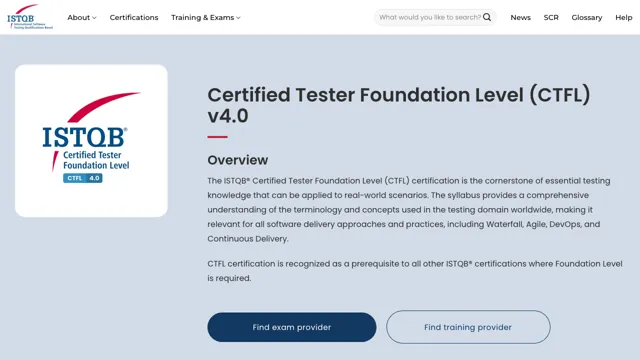 ISTQB®
International Software
Testing Qualifications Board
About
Certifications
Training & Exams
What would you like to search?
News
SCR
Glossary
Help
ISTQB®
Certified Tester
Foundation Level
CTFL 4.0
Certified Tester Foundation Level (CTFL)
v4.0
Overview
The ISTQB® Certified Tester Foundation Level (CTFL) certification is the cornerstone of essential testing
knowledge that can be applied to real-world scenarios. The syllabus provides a comprehensive
understanding of the terminology and concepts used in the testing domain worldwide, making it
relevant for all software delivery approaches and practices, including Waterfall, Agile, DevOps, and
Continuous Delivery.
CTFL certification is recognized as a prerequisite to all other ISTQB® certifications where Foundation Level
is required.
Find exam provider
Find training provider